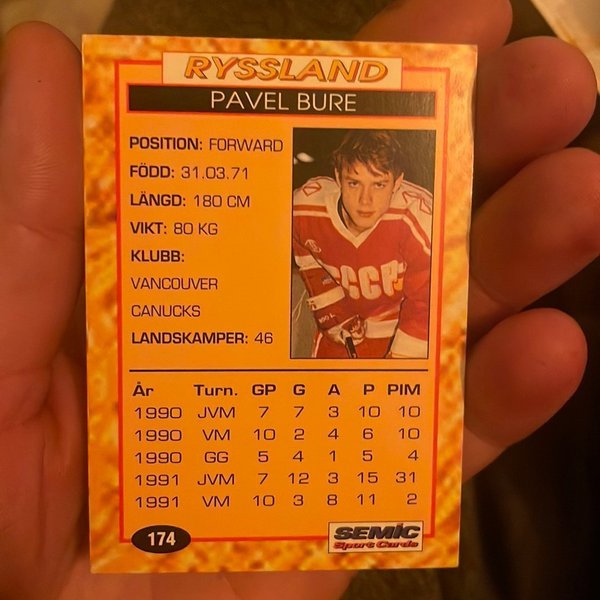 RYSSLAND
PAVEL BURE
POSITION: FORWARD
FÖDD: 31.03.71
LÄNGD: 180 CM
VIKT: 80 KG
KLUBB:
VANCOUVER
CANUCKS
LANDSKAMPER: 46
CCCP
År Turn. GP G A P PIM
1990 JVM 7 7 3 10 10
1990 VM 10 2 4 6 10
1990 GG 5 4 1 5 4
1991 JVM 7 12 3 15 31
1991 VM 10 3 8 11 2
174
SEMIC
Sport Cards